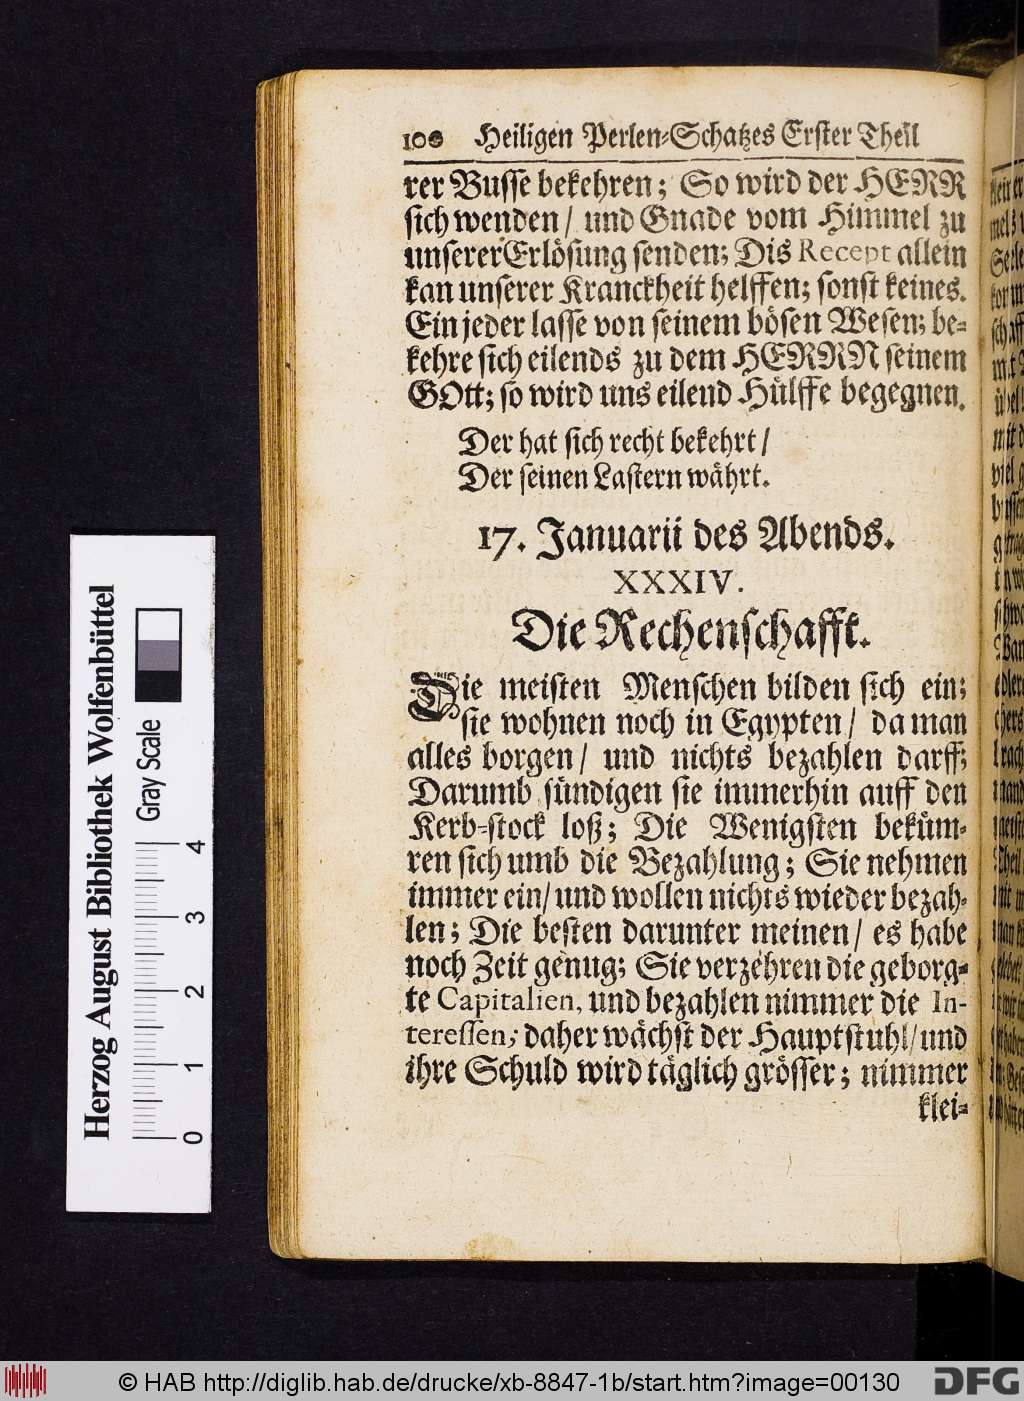 100 Heiligen Perlen-Schatzes Erster Theil
rer Busse bekehren; So wird der HERR
sich wenden / und Gnade vom Himmel zu
unserer Erlösung senden; Dis Recept allein
kan unserer Kranckheit helffen; sonst keines.
Ein jeder lasse von seinem bösen Wesen; be-
kehre sich eilends zu dem HERRN seinem
GOtt; so wird uns eilend Hülffe begegnen.
Der hat sich recht bekehrt /
Der seinen Lastern währt.
17. Januarii des Abends.
XXXIV.
Die Rechenschafft.
Die meisten Menschen bilden sich ein;
sie wohnen noch in Egypten / da man
alles borgen / und nichts bezahlen darff;
Darumb sündigen sie immerhin auff den
Kerb-stock loß; Die Wenigsten beküm-
ren sich umb die Bezahlung; Sie nehmen
immer ein / und wollen nichts wieder bezah-
len; Die besten darunter meinen / es habe
noch Zeit genug; Sie verzehren die geborg-
te Capitalien, und bezahlen nimmer die In-
teressen; daher wächst der Hauptstuhl / und
ihre Schuld wird täglich grösser; nimmer
klei-
Herzog August Bibliothek Wolfenbüttel
Gray Scale
0 1 2 3 4
© HAB http://diglib.hab.de/drucke/xb-8847-1b/start.htm?image=00130
DFG